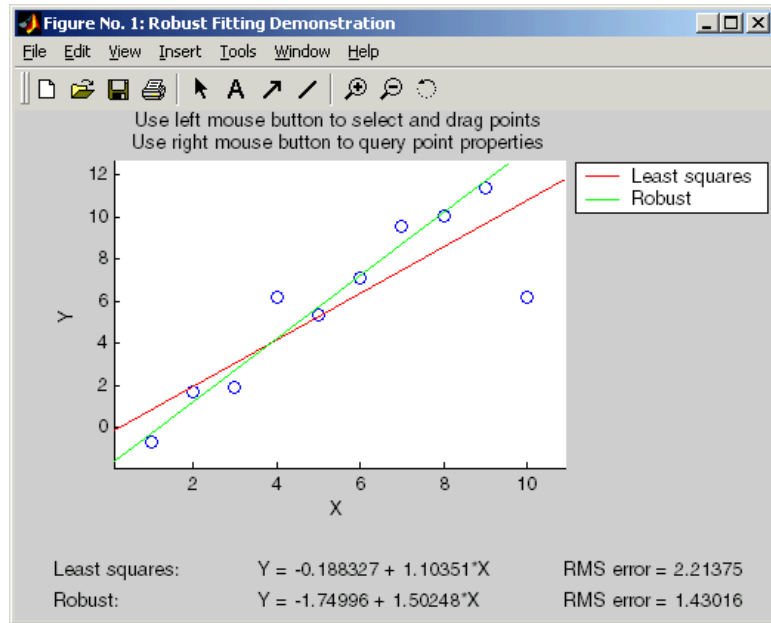 Figure No. 1: Robust Fitting Demonstration
File Edit View Insert Tools Window Help
A
Use left mouse button to select and drag points
Use right mouse button to query point properties
Least squares
Robust
12
10
8
6
4
2
0
Y
2 4 6 8 10
X
Least squares: Y = -0.188327 + 1.10351*X RMS error = 2.21375
Robust: Y = -1.74996 + 1.50248*X RMS error = 1.43016